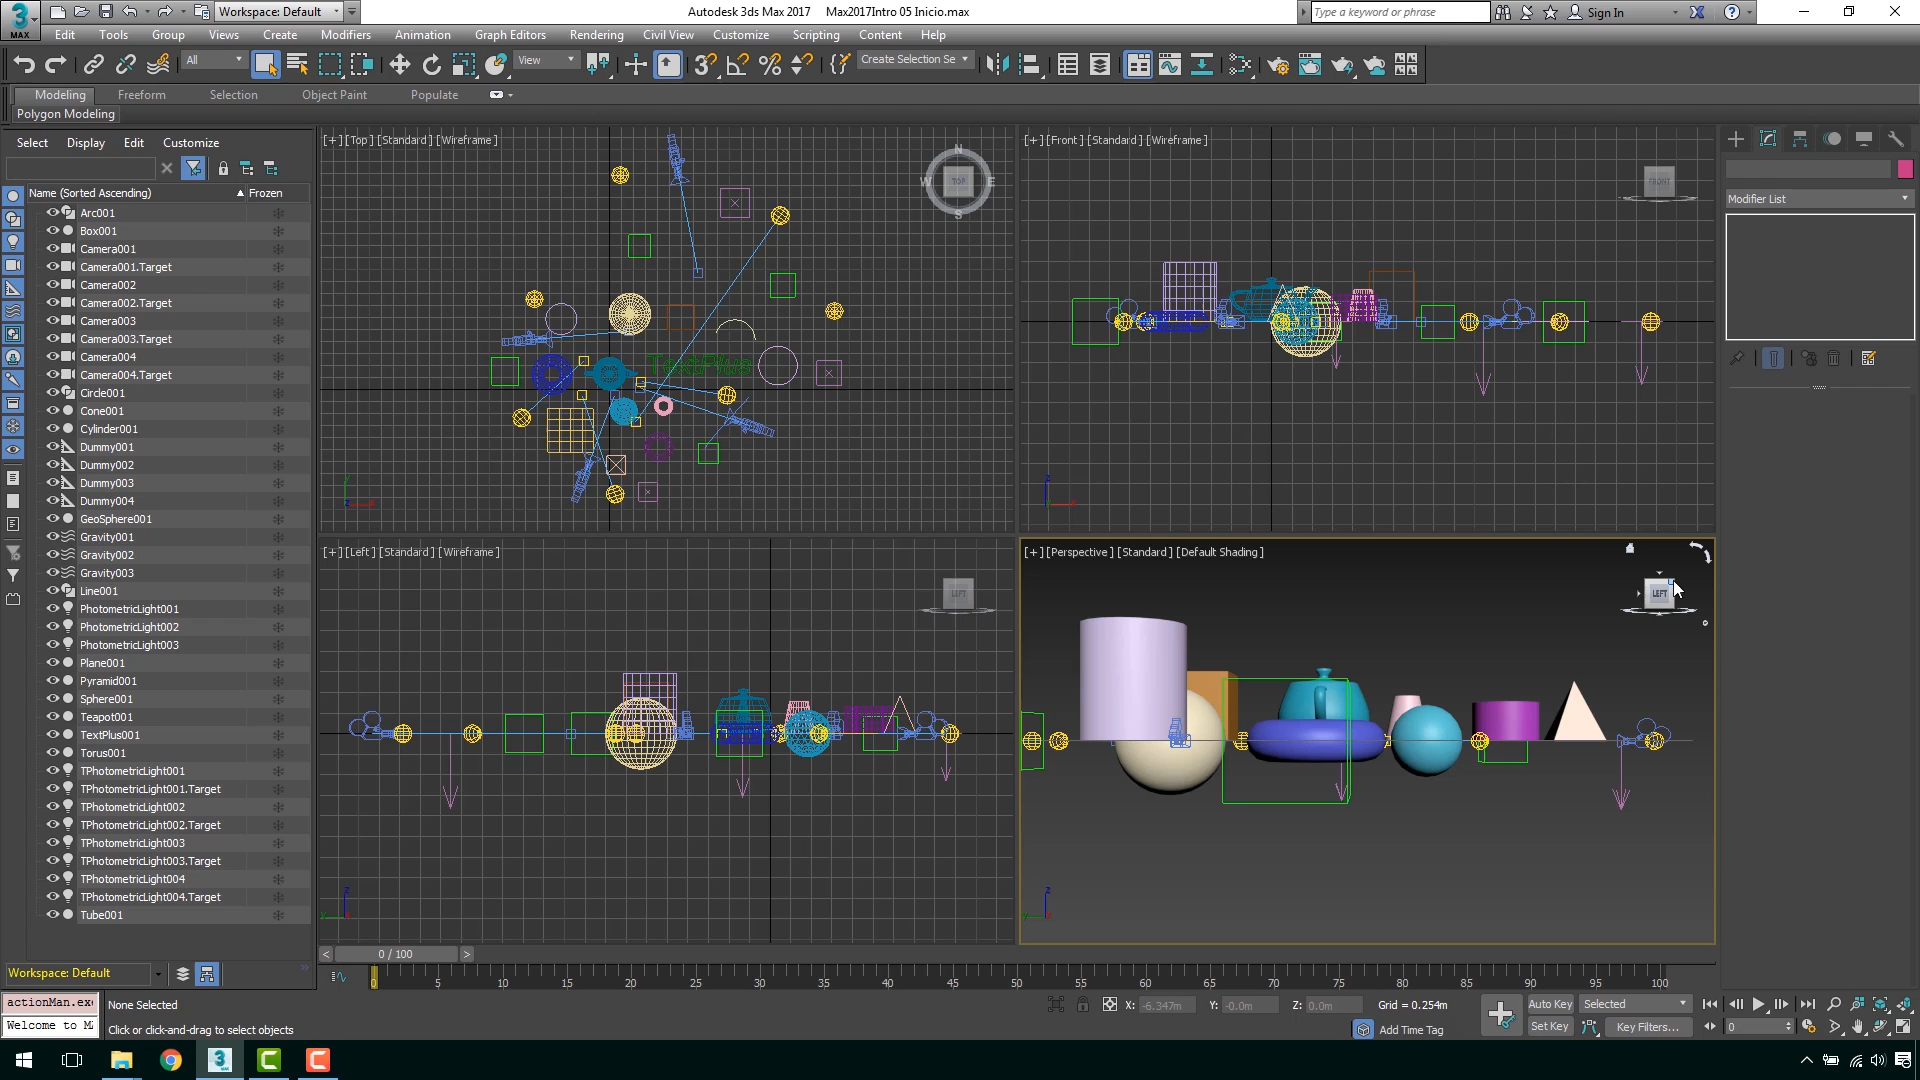 Workspace: Default
Autodesk 3ds Max 2017    Max2017Intro 05 Inicio.max
Type a keyword or phrase
Sign In
MAX
Edit Tools Group Views Create Modifiers Animation Graph Editors Rendering Civil View Customize Scripting Content Help
All
View
Create Selection Se
Modeling Freeform Selection Object Paint Populate
Polygon Modeling
Select Display Edit Customize
Name (Sorted Ascending) Frozen
Arc001
Box001
Camera001
Camera001.Target
Camera002
Camera002.Target
Camera003
Camera003.Target
Camera004
Camera004.Target
Circle001
Cone001
Cylinder001
Dummy001
Dummy002
Dummy003
Dummy004
GeoSphere001
Gravity001
Gravity002
Gravity003
Line001
PhotometricLight001
PhotometricLight002
PhotometricLight003
Plane001
Pyramid001
Sphere001
Teapot001
TextPlus001
Torus001
TPhotometricLight001
TPhotometricLight001.Target
TPhotometricLight002
TPhotometricLight002.Target
TPhotometricLight003
TPhotometricLight003.Target
TPhotometricLight004
TPhotometricLight004.Target
Tube001
[+] [Top] [Standard] [Wireframe]
N
W TOP E
S
TextPlus
[+] [Front] [Standard] [Wireframe]
FRONT
[+] [Left] [Standard] [Wireframe]
LEFT
[+] [Perspective] [Standard] [Default Shading]
LEFT
Modifier List
< 0 / 100 >
Workspace: Default
0 5 10 15 20 25 30 35 40 45 50 55 60 65 70 75 80 85 90 95 100
actionMan.exe
None Selected
X: -6.347m Y: -0.0m Z: 0.0m Grid = 0.254m
Auto Key Selected
Welcome to M
Click or click-and-drag to select objects
Add Time Tag
Set Key Key Filters...
0